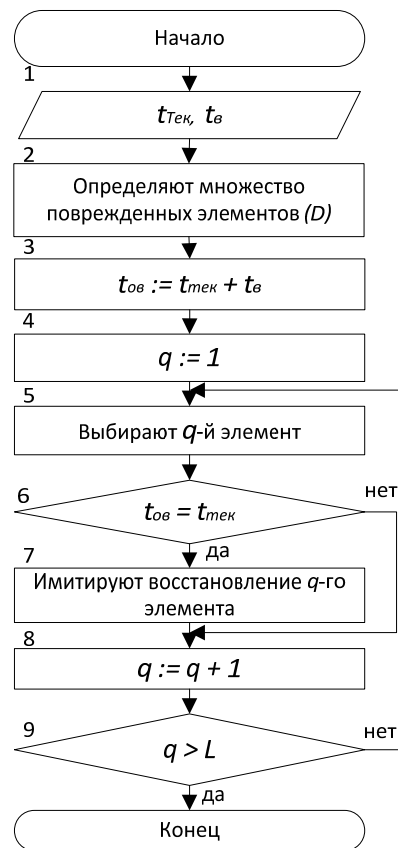 Начало
1
tТек, tв
2
Определяют множество
поврежденных элементов (D)
3
tов := tтек + tв
4
q := 1
5
Выбирают q-й элемент
6
нет
tов = tтек
да
7
Имитируют восстановление q-го
элемента
8
q := q + 1
9
нет
q > L
да
Конец